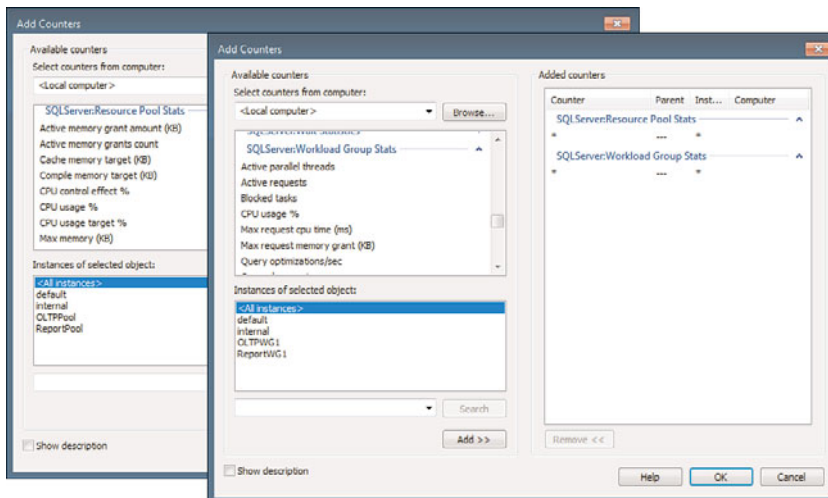 Add Counters
Available counters
Select counters from computer:
<Local computer>
SQLServer:Resource Pool Stats
Active memory grant amount (KB)
Active memory grants count
Cache memory target (KB)
Compile memory target (KB)
CPU control effect %
CPU usage %
CPU usage target %
Max memory (KB)
Instances of selected object:
<All instances>
default
internal
OLTPPool
ReportPool
Show description
Add Counters
Available counters
Select counters from computer:
<Local computer>
Browse...
SQLServer:Wait Statistics
SQLServer:Workload Group Stats
Active parallel threads
Active requests
Blocked tasks
CPU usage %
Max request cpu time (ms)
Max request memory grant (KB)
Query optimizations/sec
Instances of selected object:
<All instances>
default
internal
OLTPWG1
ReportWG1
Search
Add >>
Show description
Added counters
Counter Parent Inst... Computer
SQLServer:Resource Pool Stats
* --- *
SQLServer:Workload Group Stats
* --- *
Remove <<
Help OK Cancel